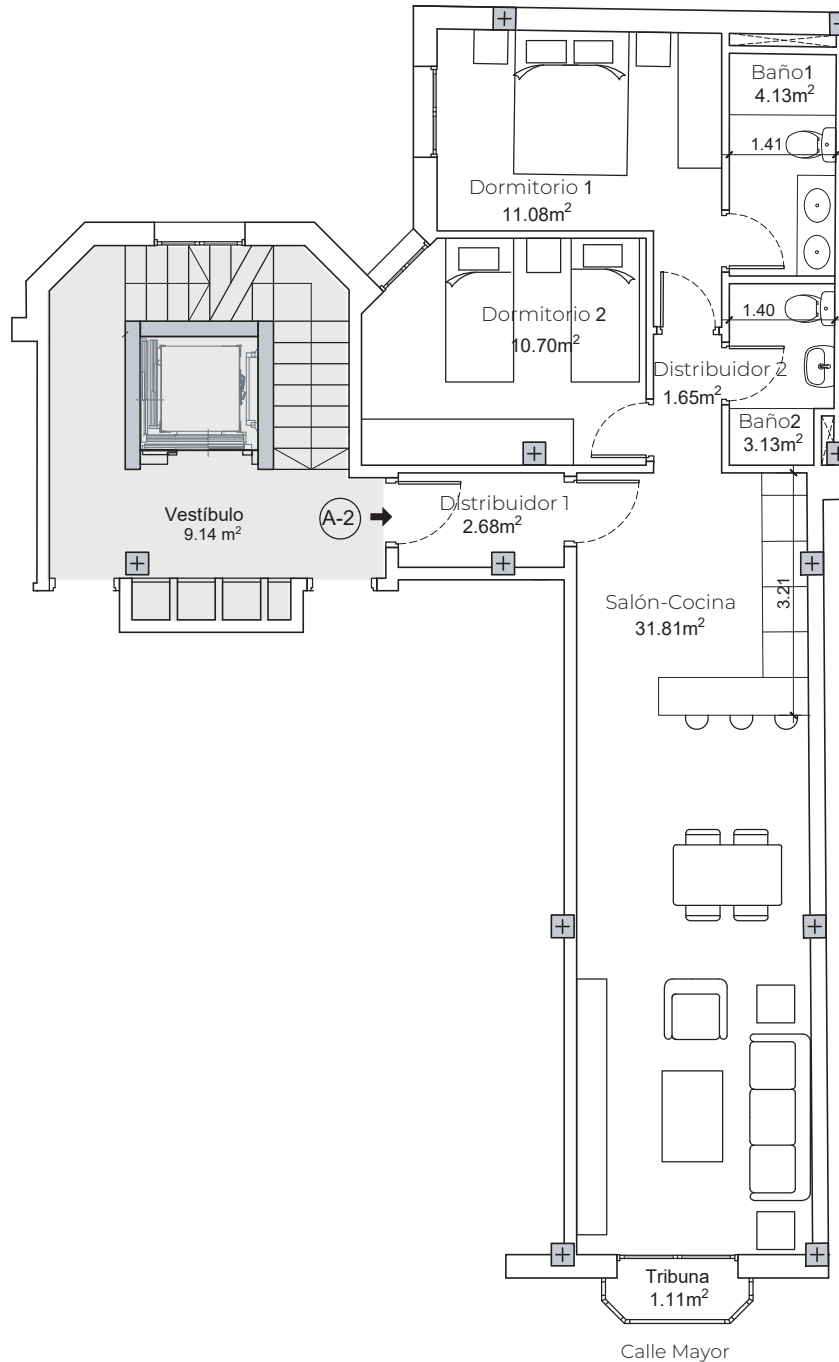 Baño1
4.13m²
1.41
Dormitorio 1
11.08m²
Dormitorio 2
10.70m²
1.40
Distribuidor 2
1.65m²
Baño2
3.13m²
Vestíbulo
9.14 m²
A-2
Distribuidor 1
2.68m²
Salón-Cocina
31.81m²
3.21
Tribuna
1.11m²
Calle Mayor